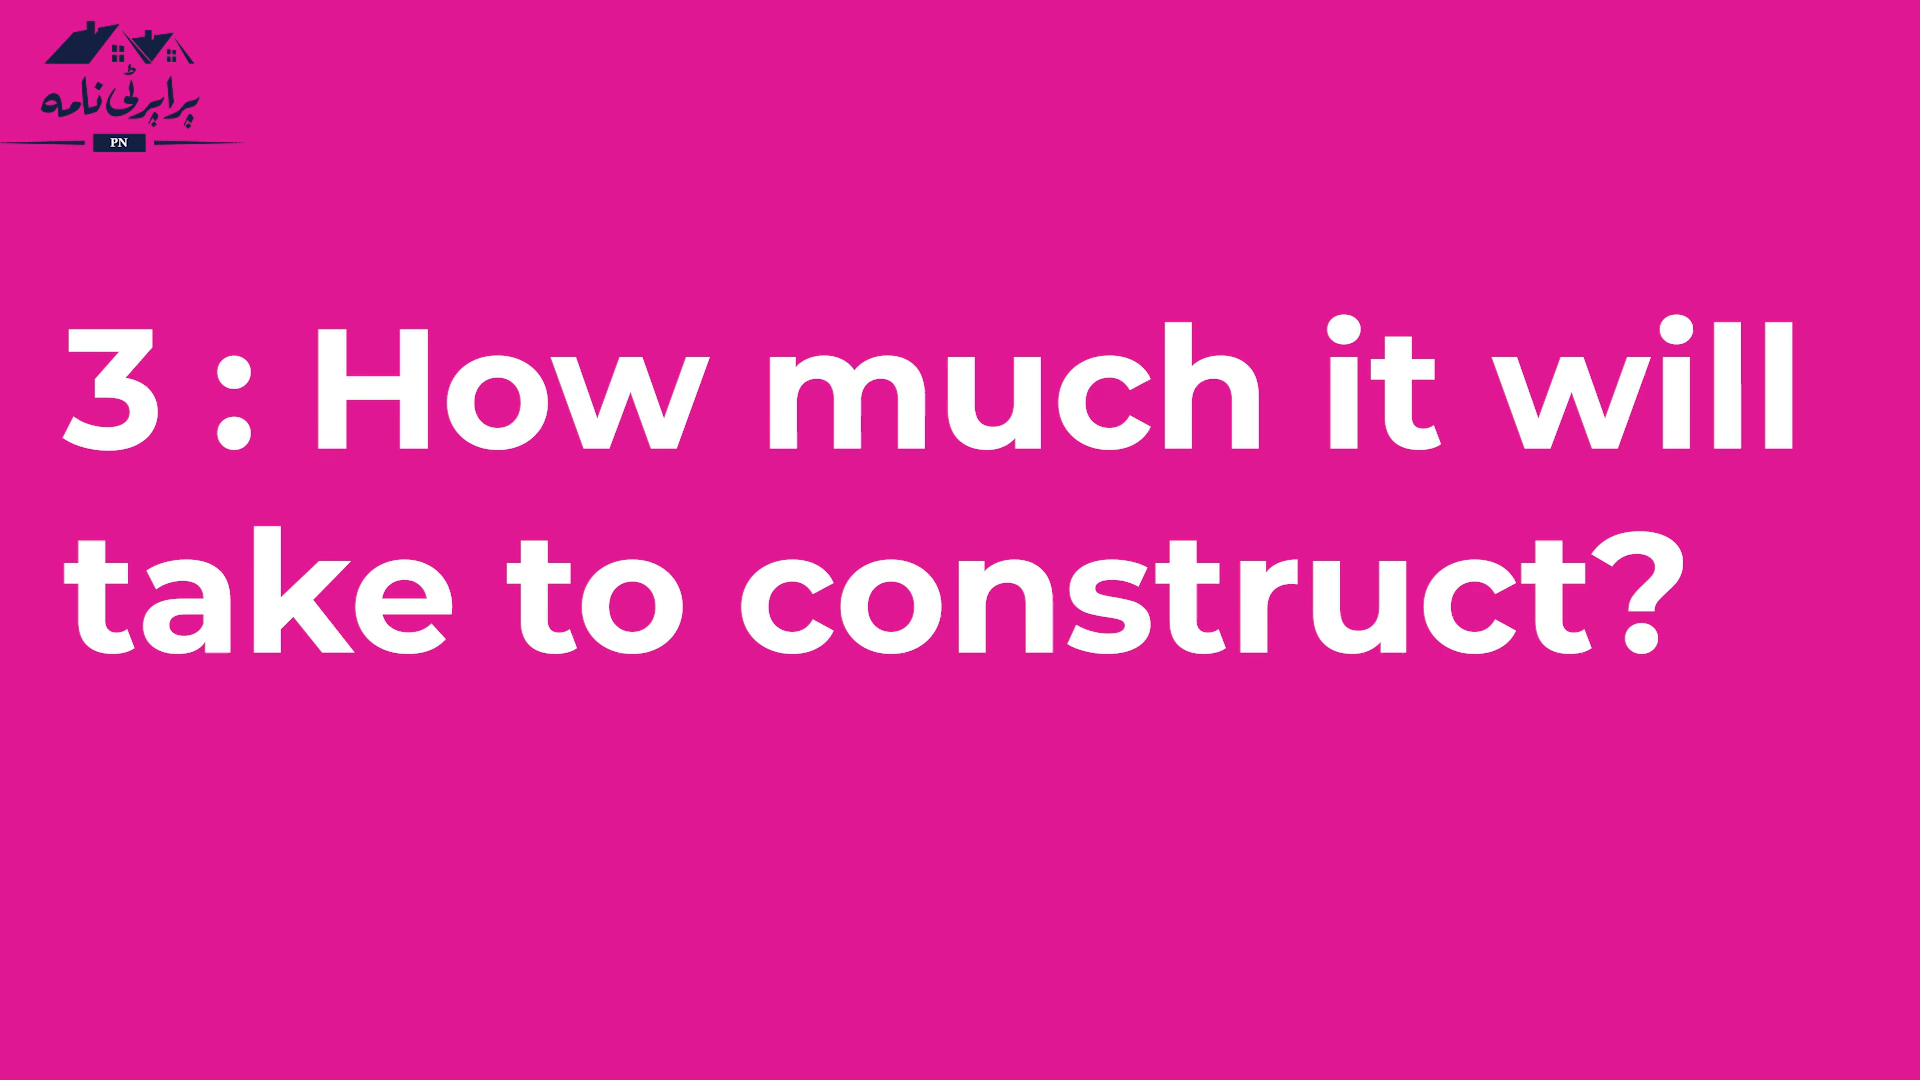 پراپرٹی نامہ
PN
3 : How much it will
take to construct?